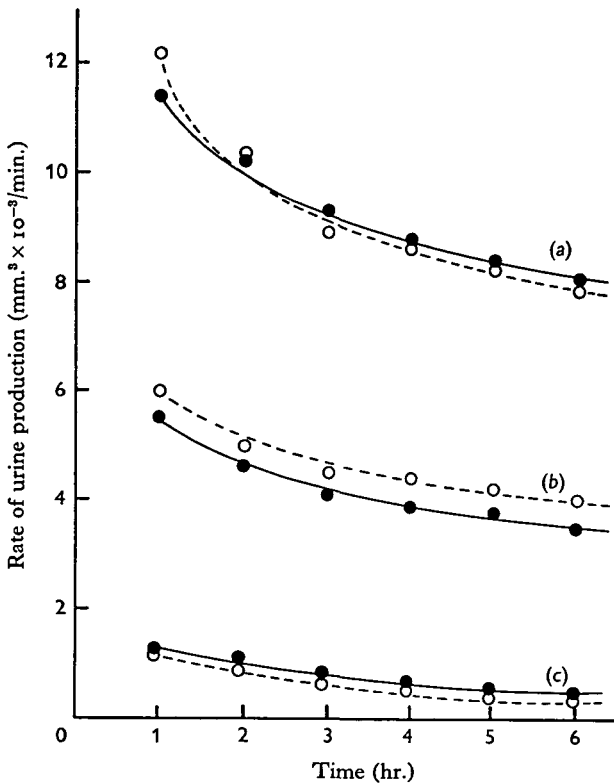 Rate of urine production (mm.³ × 10⁻³/min.)
12
10
8
6
4
2
0
(a)
(b)
(c)
1 2 3 4 5 6
Time (hr.)